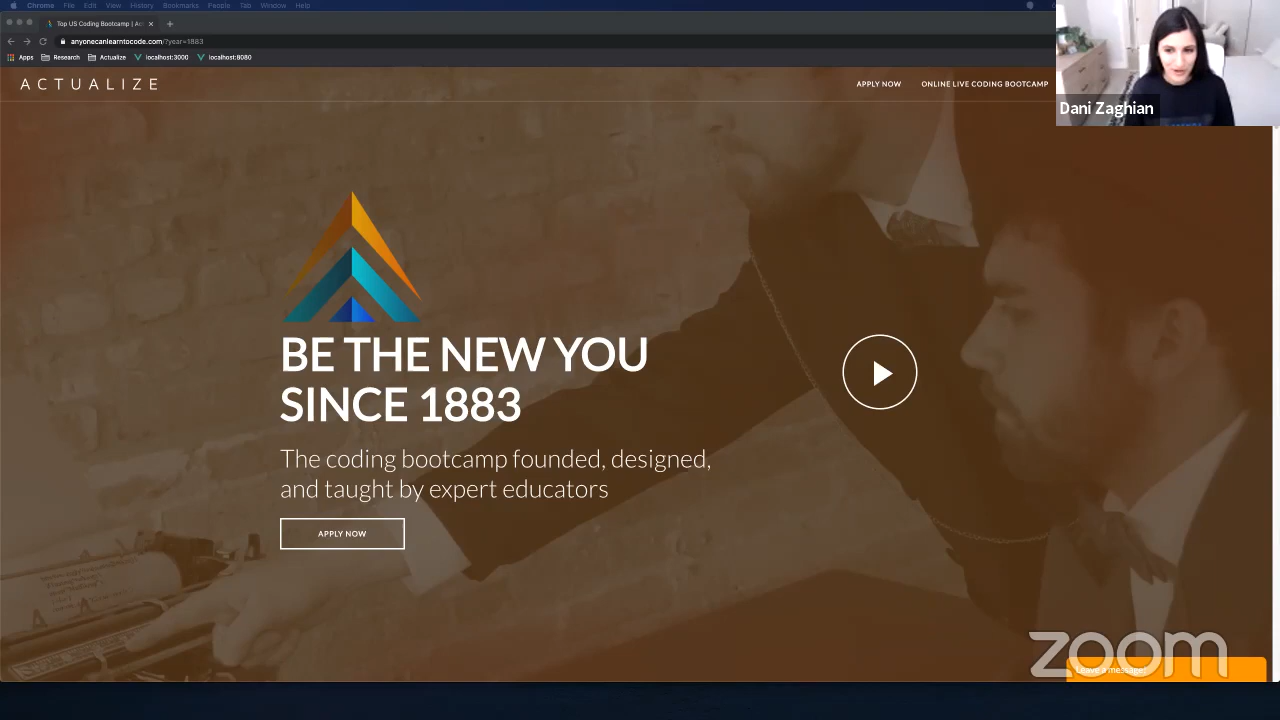 Chrome File Edit View History Bookmarks People Tab Window Help
Top US Coding Bootcamp | Ac
anyonecanlearntocode.com/?year=1883
Apps Research Actualize localhost:3000 localhost:8080
ACTUALIZE
APPLY NOW ONLINE LIVE CODING BOOTCAMP
Dani Zaghian
BE THE NEW YOU
SINCE 1883
The coding bootcamp founded, designed,
and taught by expert educators
APPLY NOW
zoom
Leave a message!